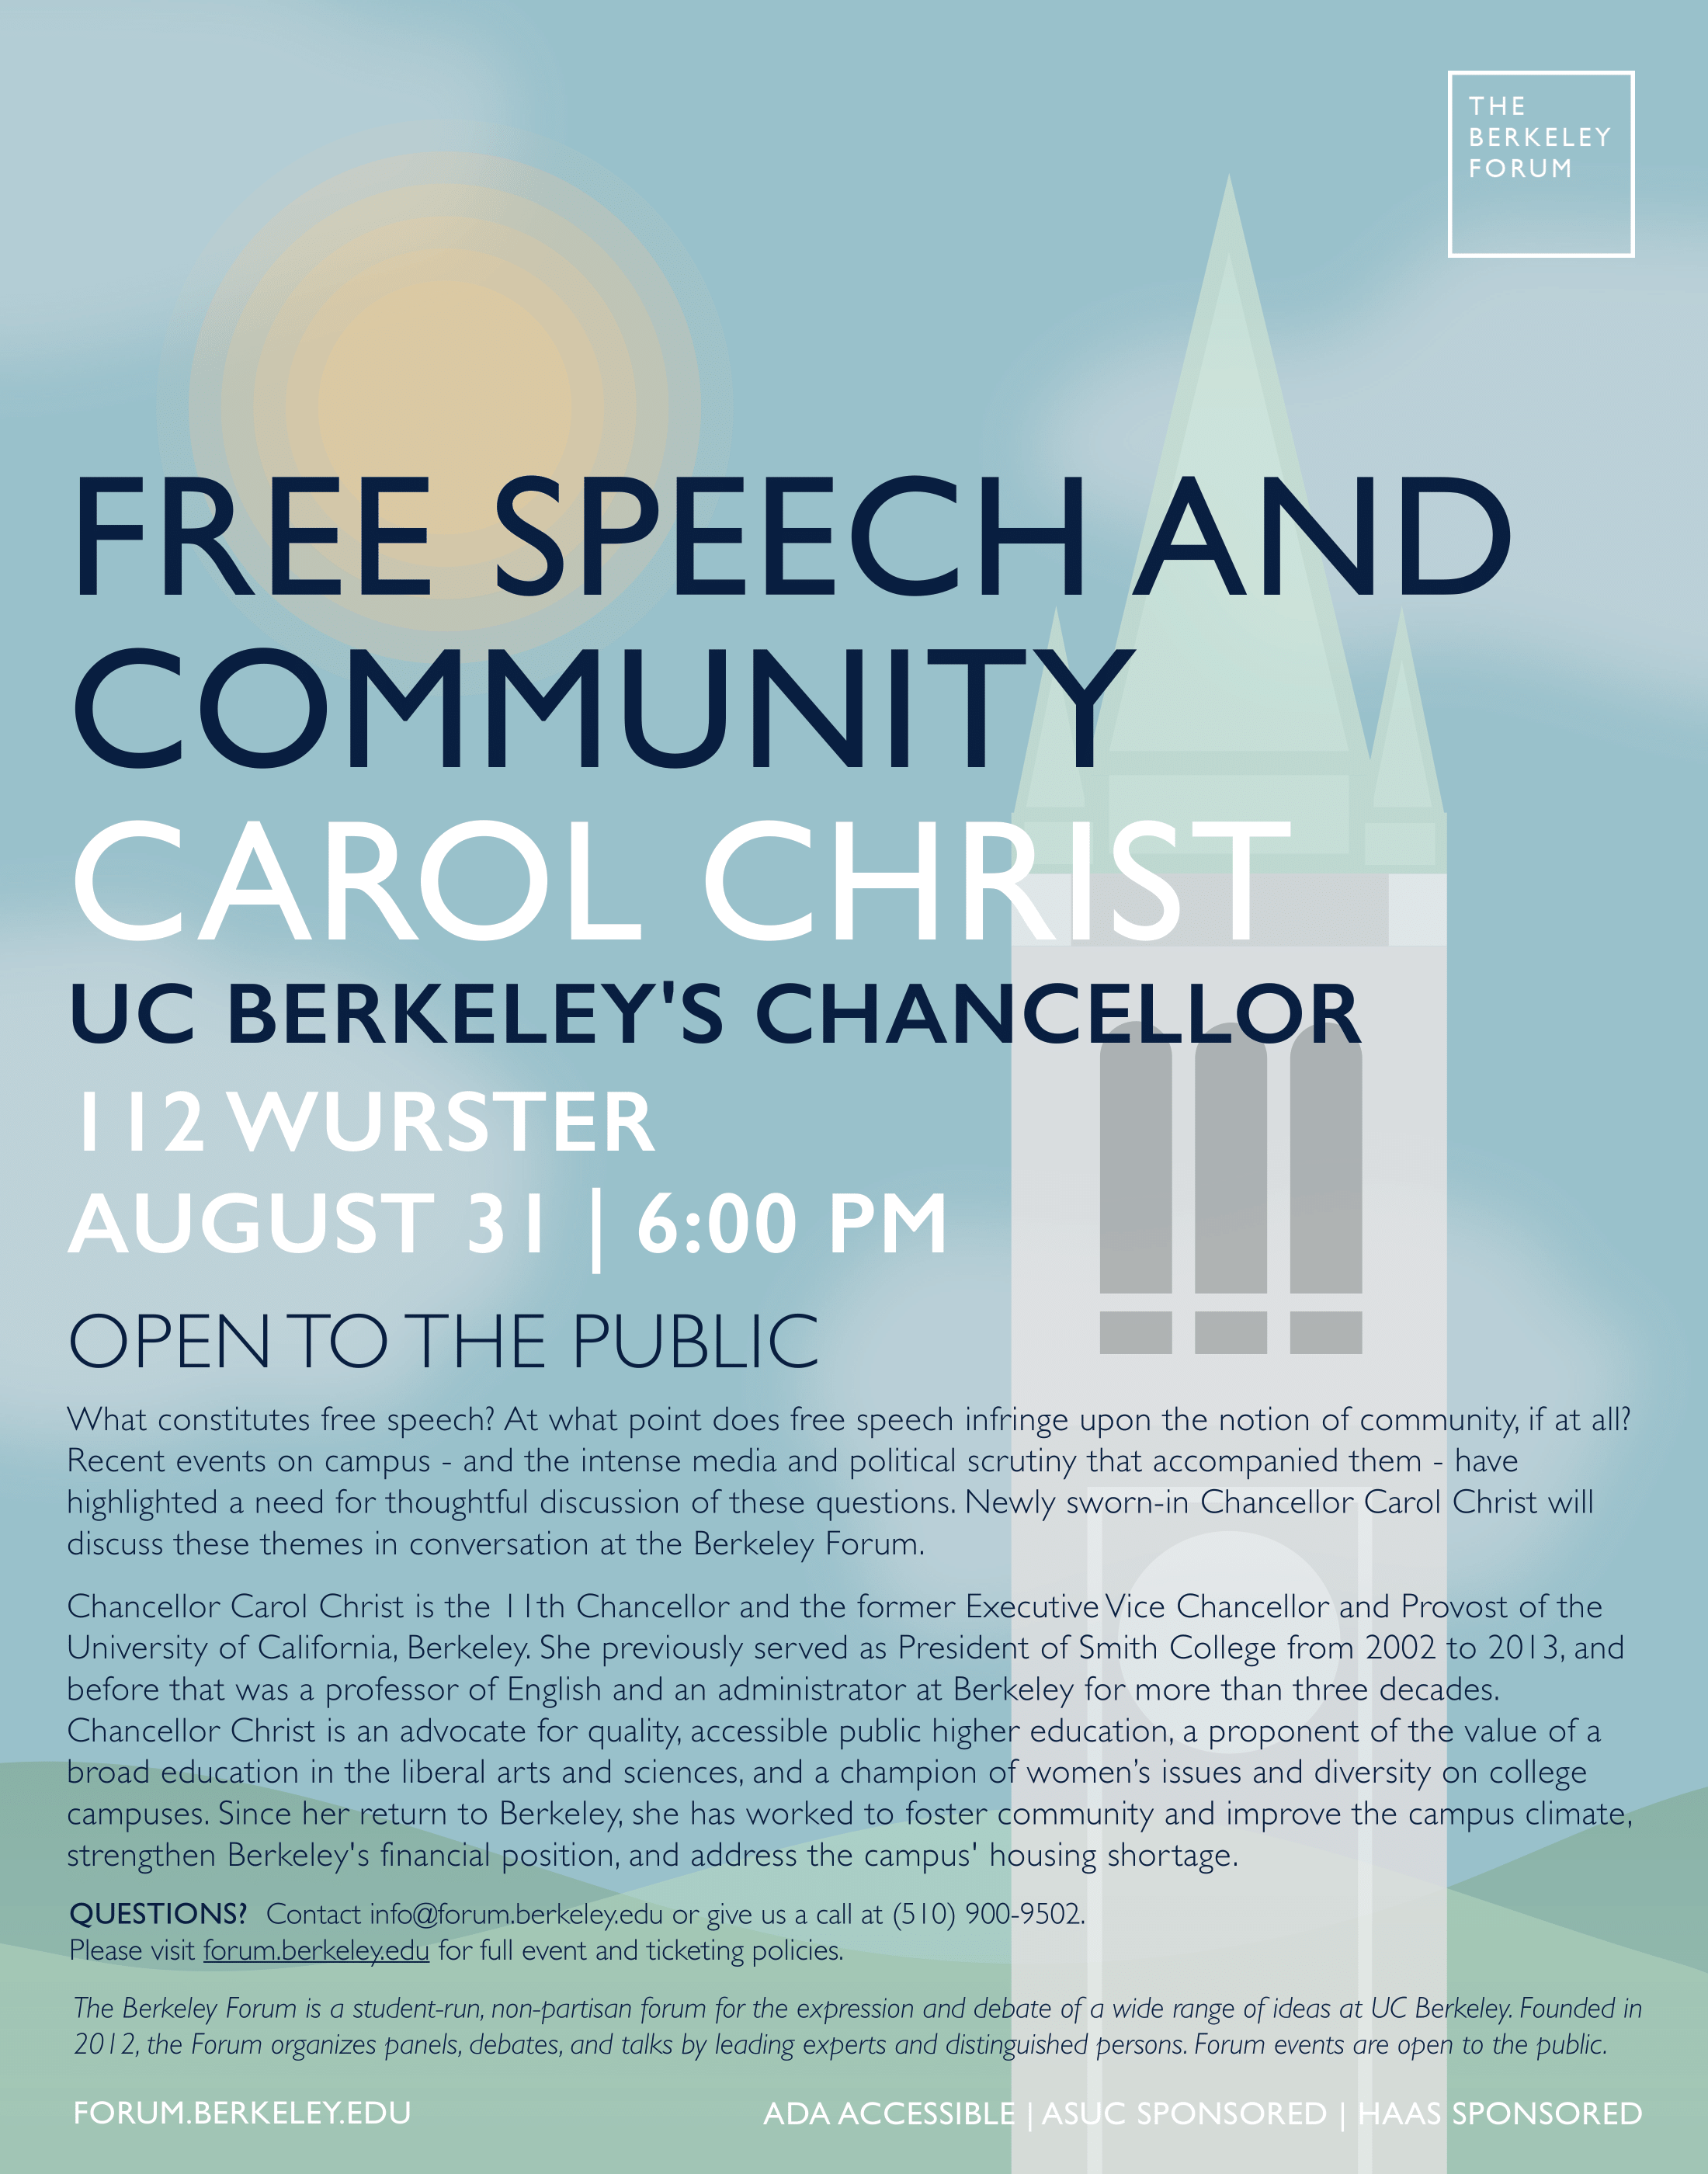 THE
BERKELEY
FORUM
FREE SPEECH AND
COMMUNITY
CAROL CHRIST
UC BERKELEY'S CHANCELLOR
112 WURSTER
AUGUST 31 | 6:00 PM
OPEN TO THE PUBLIC
What constitutes free speech? At what point does free speech infringe upon the notion of community, if at all?
Recent events on campus - and the intense media and political scrutiny that accompanied them - have
highlighted a need for thoughtful discussion of these questions. Newly sworn-in Chancellor Carol Christ will
discuss these themes in conversation at the Berkeley Forum.
Chancellor Carol Christ is the 11th Chancellor and the former Executive Vice Chancellor and Provost of the
University of California, Berkeley. She previously served as President of Smith College from 2002 to 2013, and
before that was a professor of English and an administrator at Berkeley for more than three decades.
Chancellor Christ is an advocate for quality, accessible public higher education, a proponent of the value of a
broad education in the liberal arts and sciences, and a champion of women’s issues and diversity on college
campuses. Since her return to Berkeley, she has worked to foster community and improve the campus climate,
strengthen Berkeley's financial position, and address the campus' housing shortage.
QUESTIONS? Contact info@forum.berkeley.edu or give us a call at (510) 900-9502.
Please visit forum.berkeley.edu for full event and ticketing policies.
The Berkeley Forum is a student-run, non-partisan forum for the expression and debate of a wide range of ideas at UC Berkeley. Founded in
2012, the Forum organizes panels, debates, and talks by leading experts and distinguished persons. Forum events are open to the public.
FORUM.BERKELEY.EDU
ADA ACCESSIBLE | ASUC SPONSORED | HAAS SPONSORED